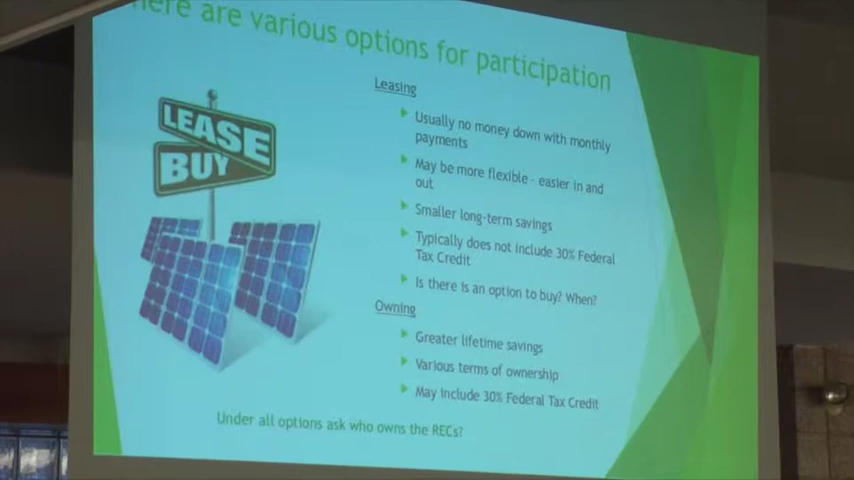 here are various options for participation
LEASE
BUY
Leasing
Usually no money down with monthly
payments
May be more flexible - easier in and
out
Smaller long-term savings
Typically does not include 30% Federal
Tax Credit
Is there is an option to buy? When?
Owning
Greater lifetime savings
Various terms of ownership
May include 30% Federal Tax Credit
Under all options ask who owns the RECs?